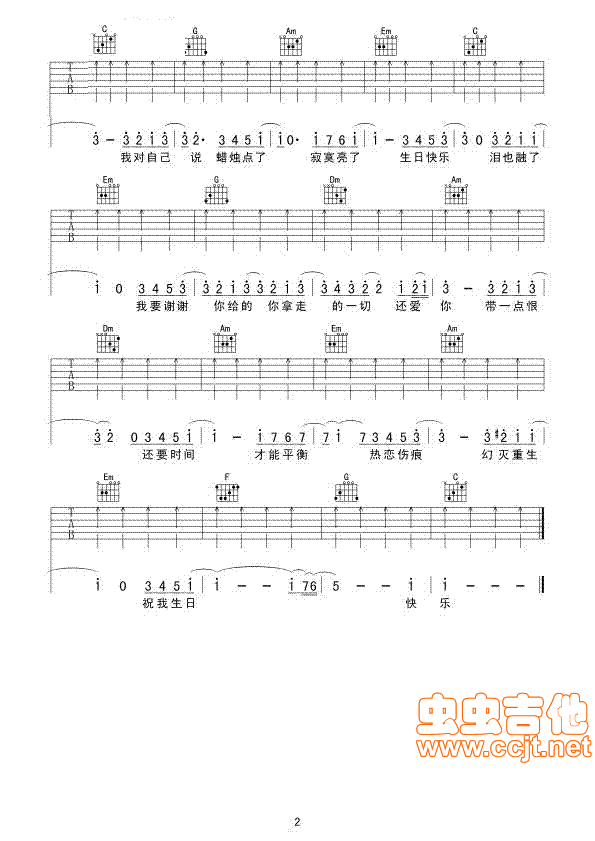 C G Am Em C
T A B
3 - 3 2 1 3 | 3 2· 3 4 5 1 | 1 0· 1 7 6 1 | 1 - 3 4 5 3 | 3 0 3 2 1 1
我对自己 说 蜡烛点了 寂寞亮了 生日快乐 泪也融了
Em G Dm Am
T A B
1 0 3 4 5 3 | 3 2 1 3 3 2 1 3 | 3 4 3 2 2 1 2 1 | 3 - 3 2 1 3
我要谢谢 你给的 你拿走 的一切 还爱 你 带一点恨
Dm Am Em Am
T A B
3 2 0 3 4 5 1 | 1 - - 1 7 6 7 | 7 1 7 3 4 5 3 | 3 - - 3 #2 1 1
还要时间 才能平衡 热恋伤痕 幻灭重生
Em F G C
T A B
1 0 3 4 5 1 | 1 - - 1 7 6 | 5 - - 1 1 | 1 - - -
祝我生日 快 乐
虫虫吉他
www.ccjt.net
2